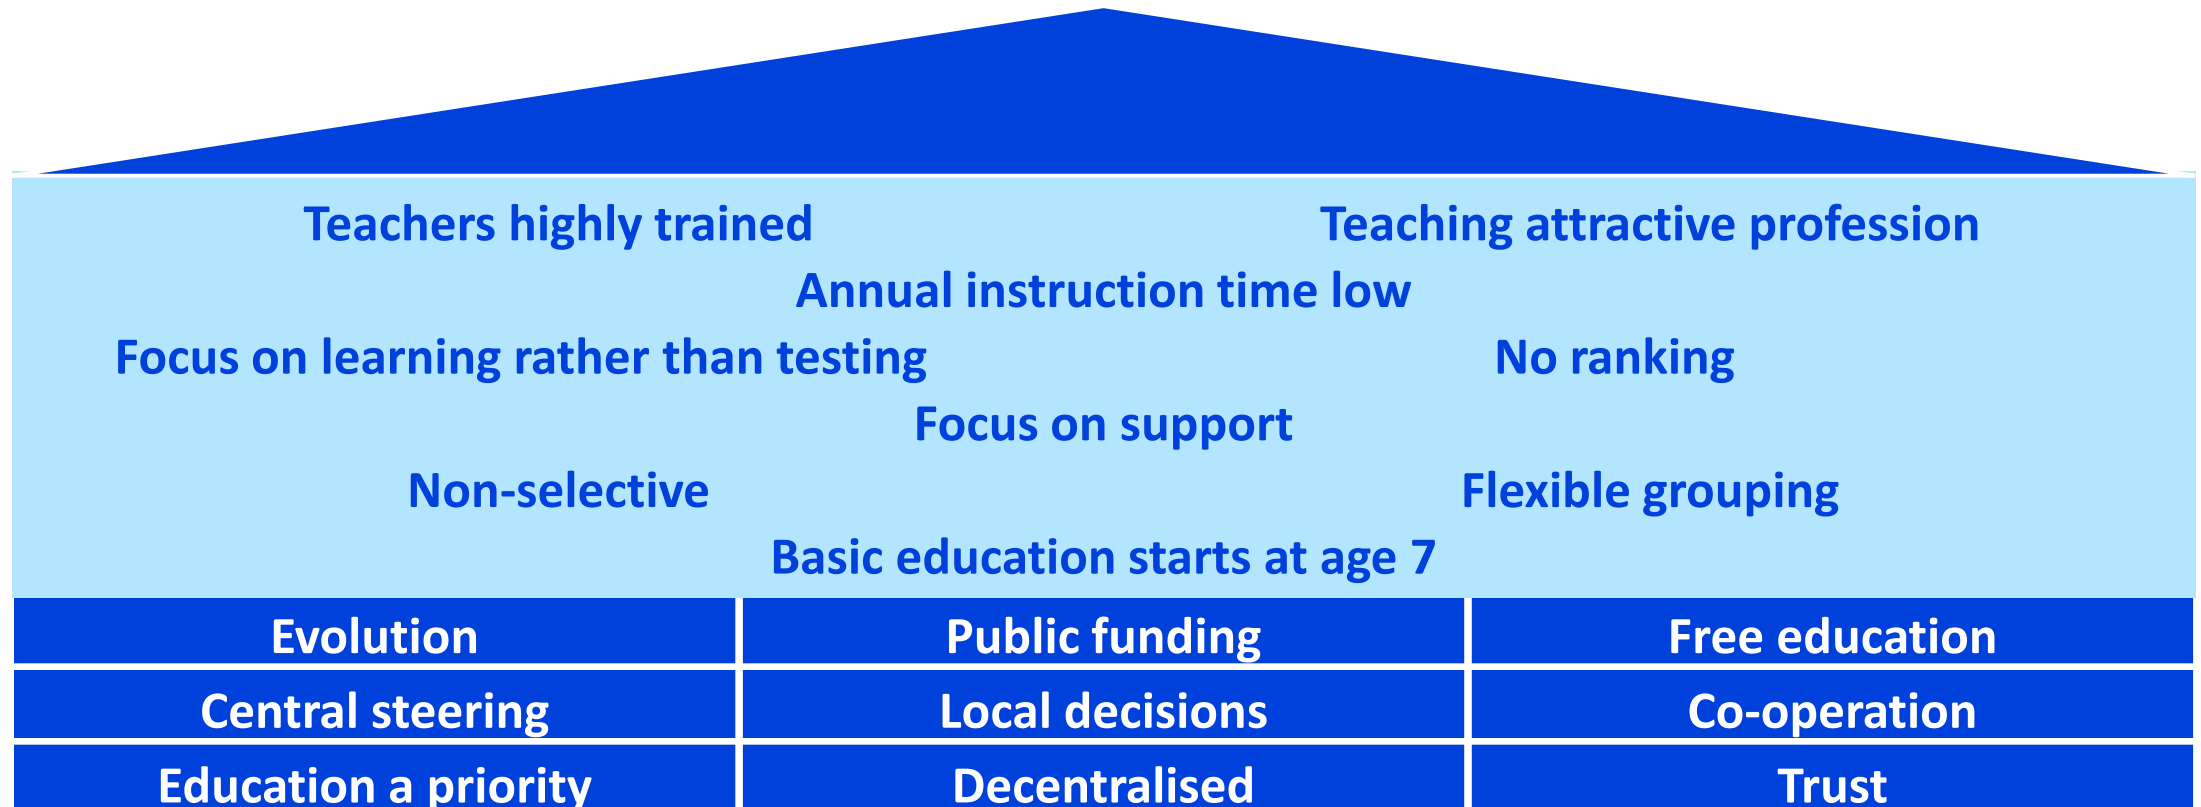 Teachers highly trained Teaching attractive profession
Annual instruction time low
Focus on learning rather than testing No ranking
Focus on support
Non-selective Flexible grouping
Basic education starts at age 7
Evolution Public funding Free education
Central steering Local decisions Co-operation
Education a priority Decentralised Trust